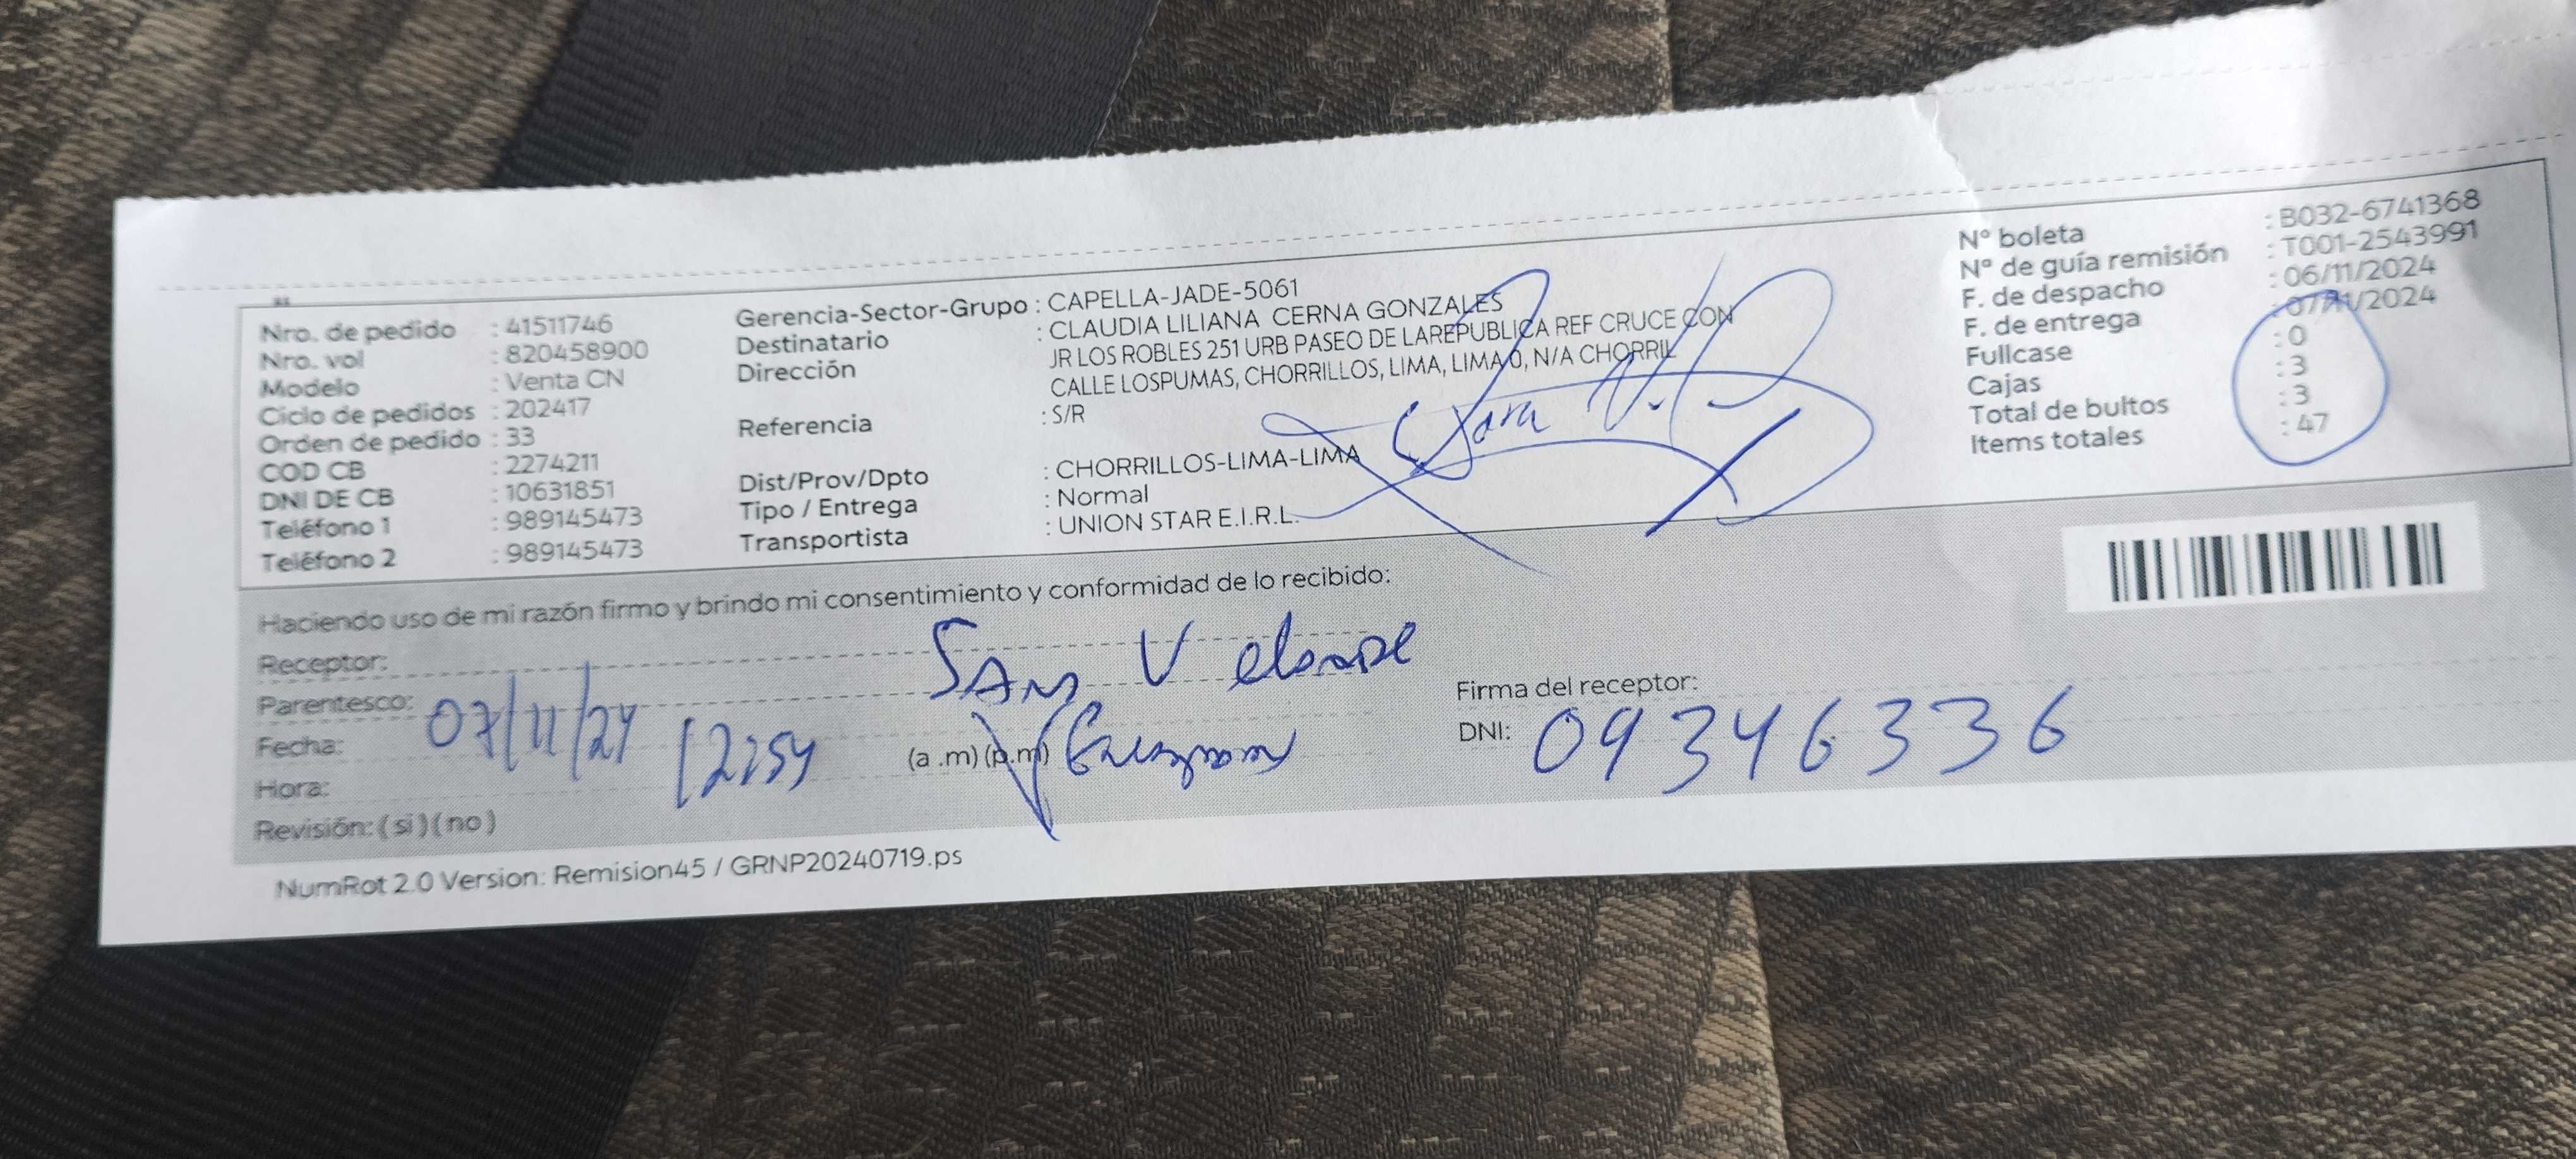 Nro. de pedido : 41511746
Nro. vol : 820458900
Modelo : Venta CN
Ciclo de pedidos : 202417
Orden de pedido : 33
COD CB : 2274211
DNI DE CB : 10631851
Teléfono 1 : 989145473
Teléfono 2 : 989145473
Gerencia-Sector-Grupo : CAPELLA-JADE-5061
Destinatario : CLAUDIA LILIANA CERNA GONZALES
Dirección JR LOS ROBLES 251 URB PASEO DE LAREPUBLICA REF CRUCE CON
CALLE LOSPUMAS, CHORRILLOS, LIMA, LIMA 0, N/A CHORRIL
Referencia : S/R
Dist/Prov/Dpto : CHORRILLOS-LIMA-LIMA
Tipo / Entrega : Normal
Transportista : UNION STAR E.I.R.L.
N° boleta : B032-6741368
N° de guía remisión : T001-2543991
F. de despacho : 06/11/2024
F. de entrega : 07/11/2024
Fullcase : 0
Cajas : 3
Total de bultos : 3
Items totales : 47
Haciendo uso de mi razón firmo y brindo mi consentimiento y conformidad de lo recibido:
Receptor:
Parentesco:
Fecha: 07/11/24
Hora: 12:54 (a .m) (p.m)
Revisión: ( si ) ( no )
Firma del receptor:
DNI: 09346336
NumRot 2.0 Version: Remision45 / GRNP20240719.ps